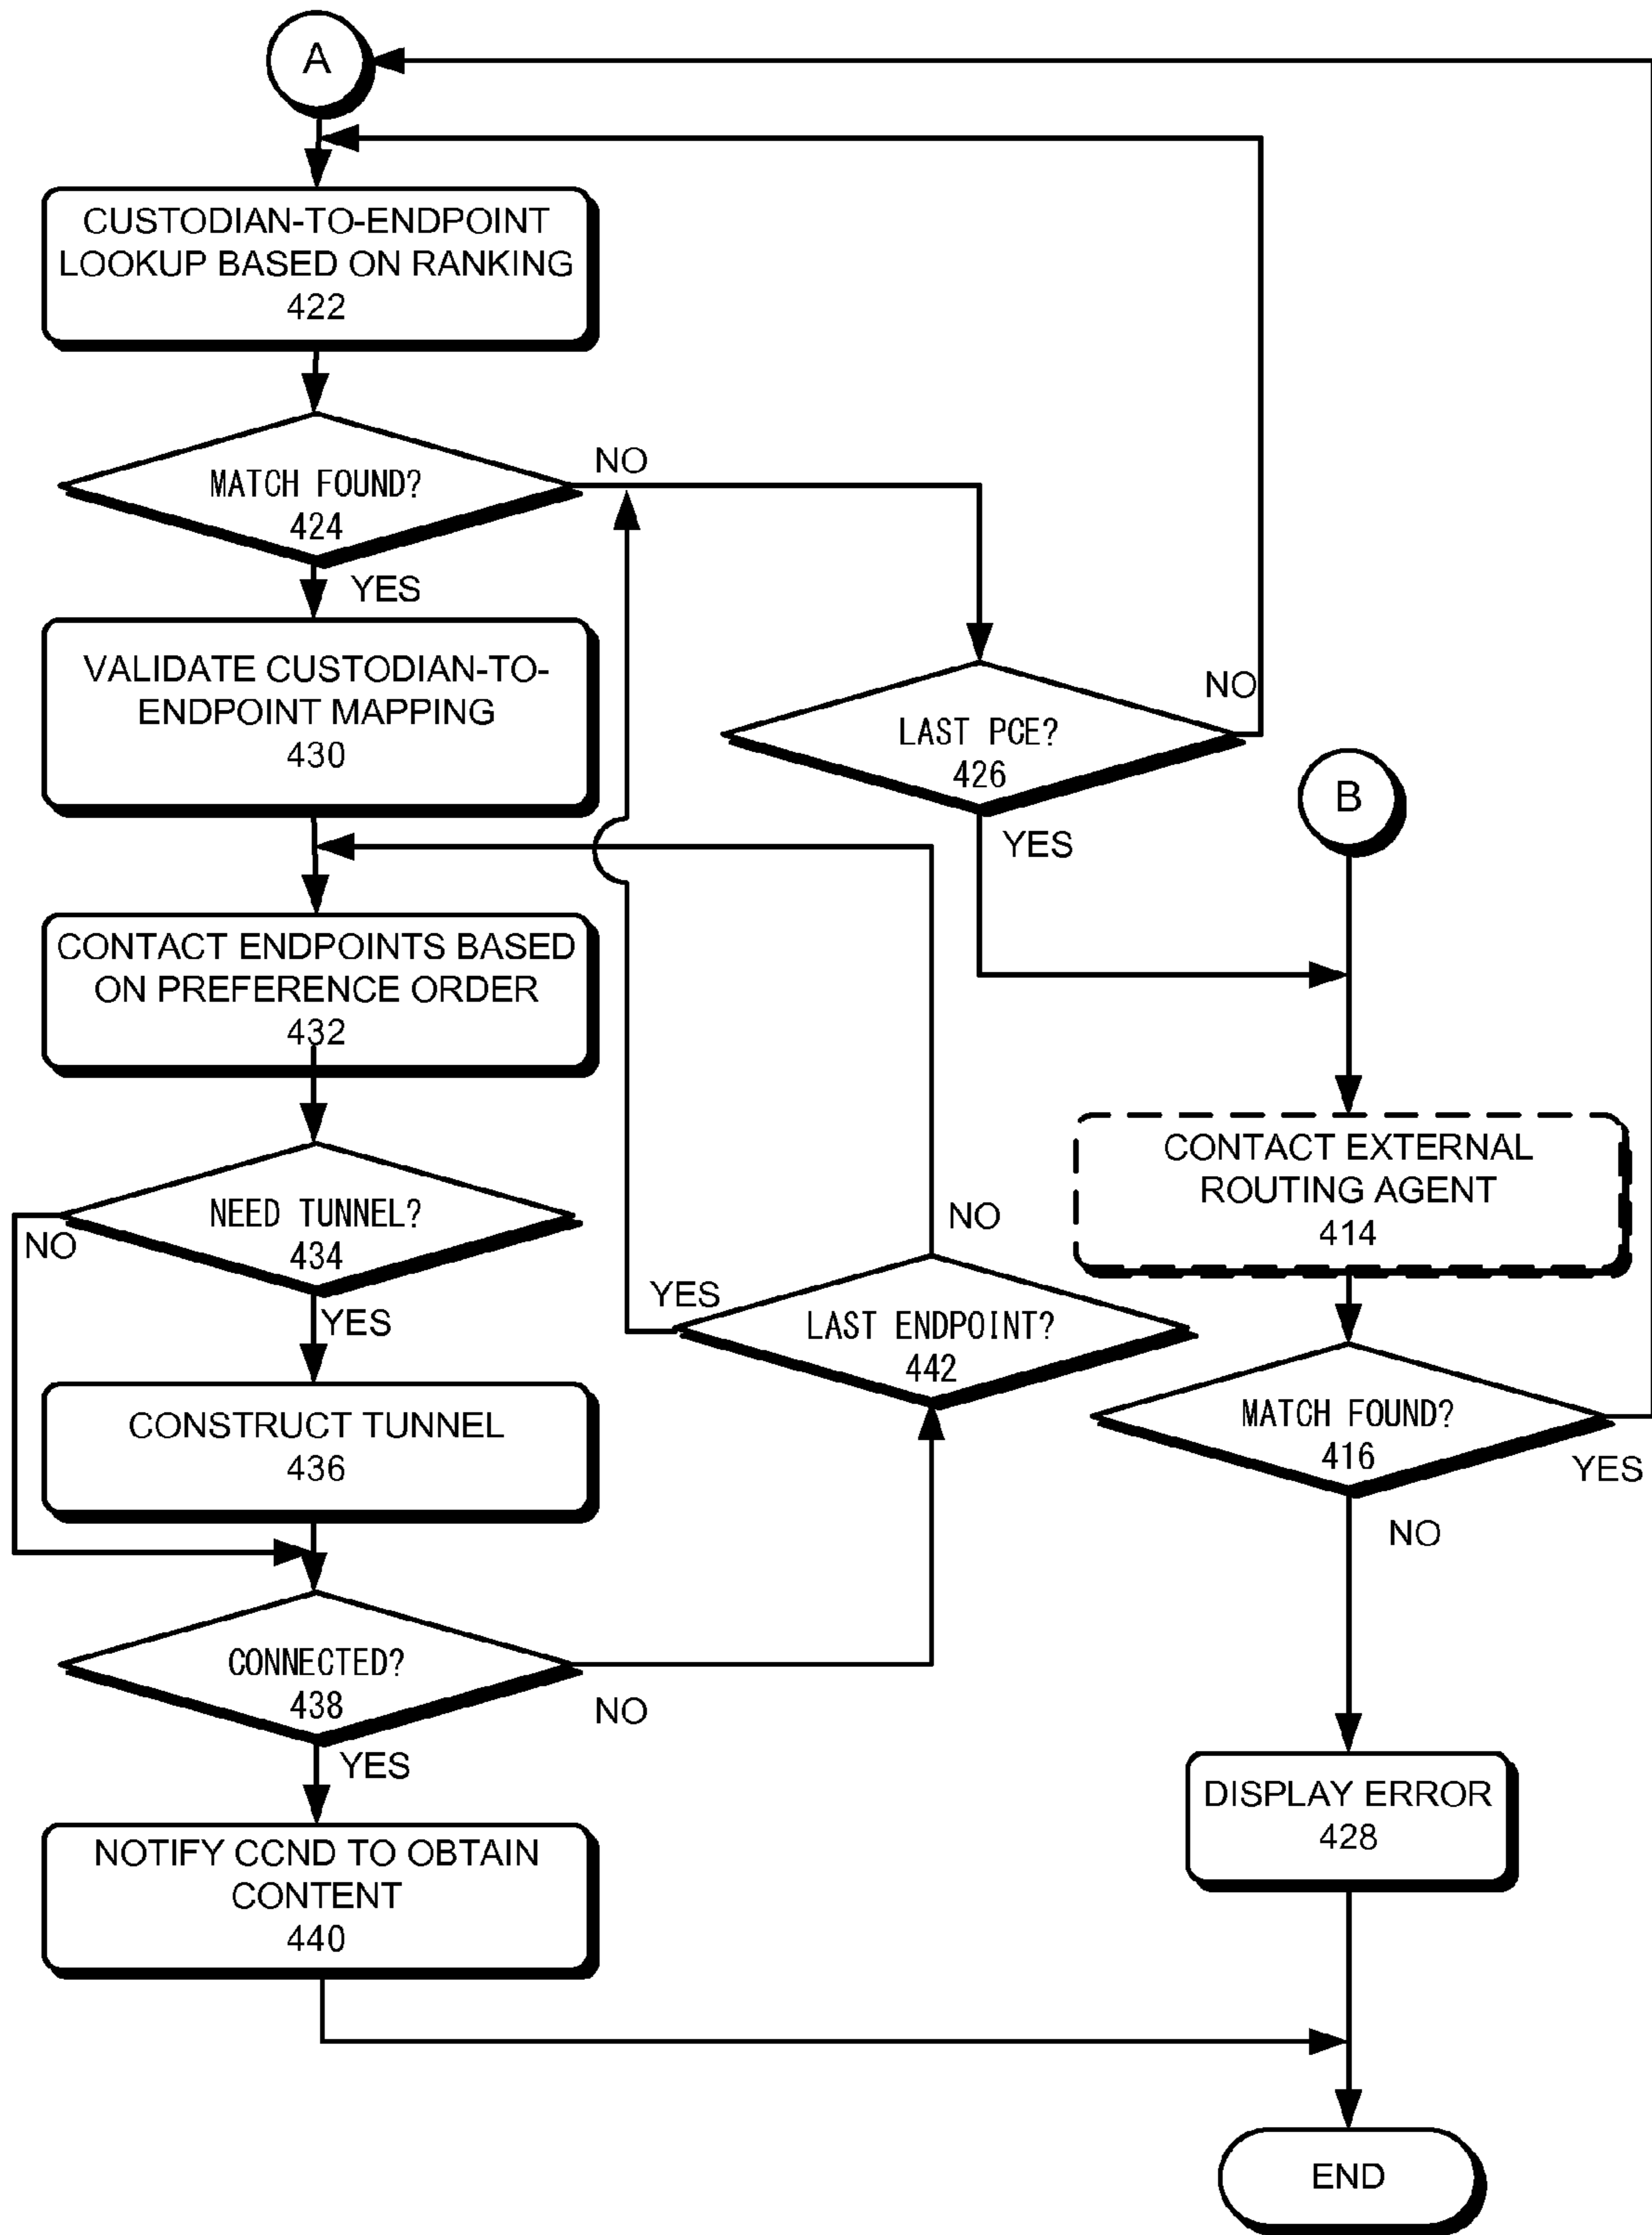 A
CUSTODIAN-TO-ENDPOINT
LOOKUP BASED ON RANKING
422
MATCH FOUND?
424
NO
YES
VALIDATE CUSTODIAN-TO-
ENDPOINT MAPPING
430
LAST PCE?
426
NO
YES
B
CONTACT ENDPOINTS BASED
ON PREFERENCE ORDER
432
NEED TUNNEL?
434
NO
YES
CONSTRUCT TUNNEL
436
LAST ENDPOINT?
442
NO
YES
CONTACT EXTERNAL
ROUTING AGENT
414
MATCH FOUND?
416
YES
NO
CONNECTED?
438
NO
YES
NOTIFY CCND TO OBTAIN
CONTENT
440
DISPLAY ERROR
428
END